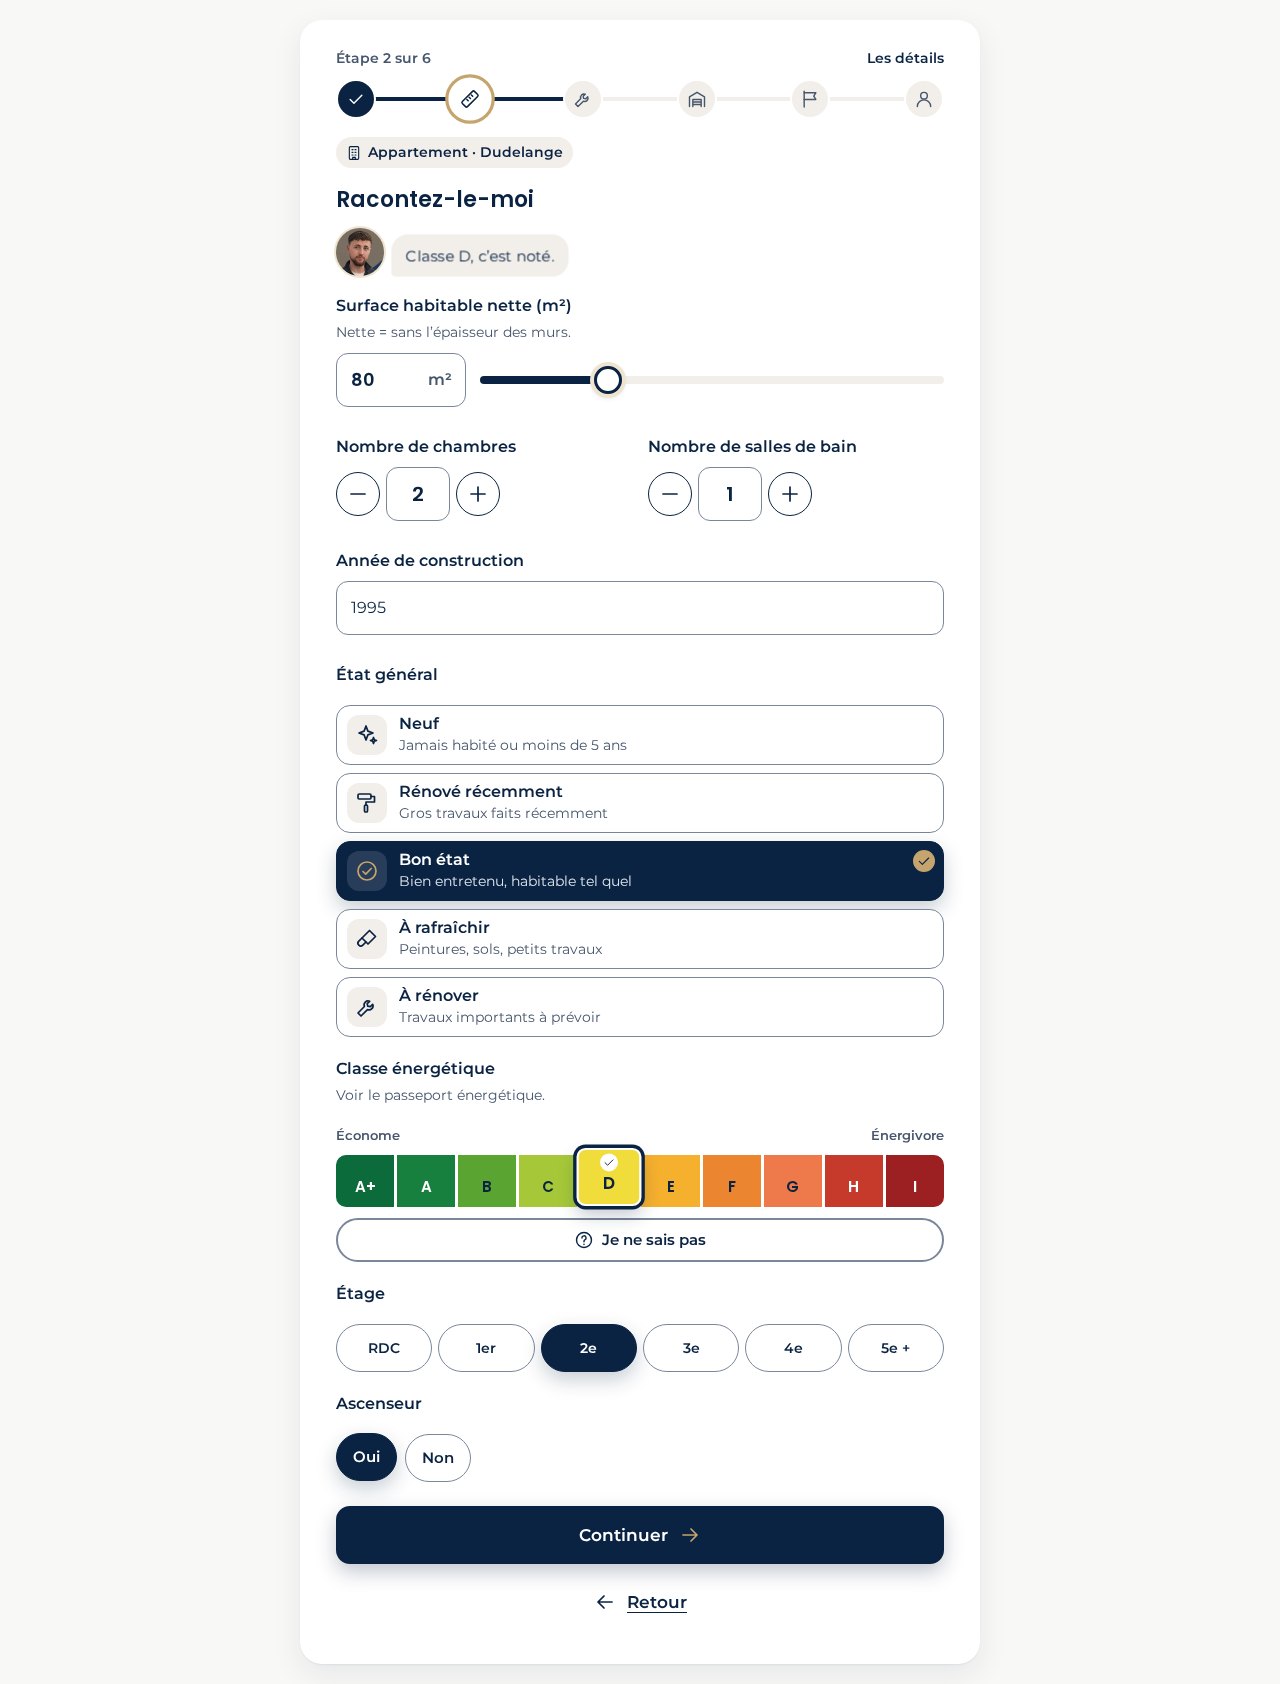 Étape 2 sur 6
Les détails
Appartement · Dudelange
Racontez-le-moi
Classe D, c’est noté.
Surface habitable nette (m²)
Nette = sans l’épaisseur des murs.
80 m²
Nombre de chambres
Nombre de salles de bain
2
1
Année de construction
1995
État général
Neuf
Jamais habité ou moins de 5 ans
Rénové récemment
Gros travaux faits récemment
Bon état
Bien entretenu, habitable tel quel
À rafraîchir
Peintures, sols, petits travaux
À rénover
Travaux importants à prévoir
Classe énergétique
Voir le passeport énergétique.
Économe
Énergivore
A+ A B C D E F G H I
Je ne sais pas
Étage
RDC 1er 2e 3e 4e 5e +
Ascenseur
Oui Non
Continuer
Retour